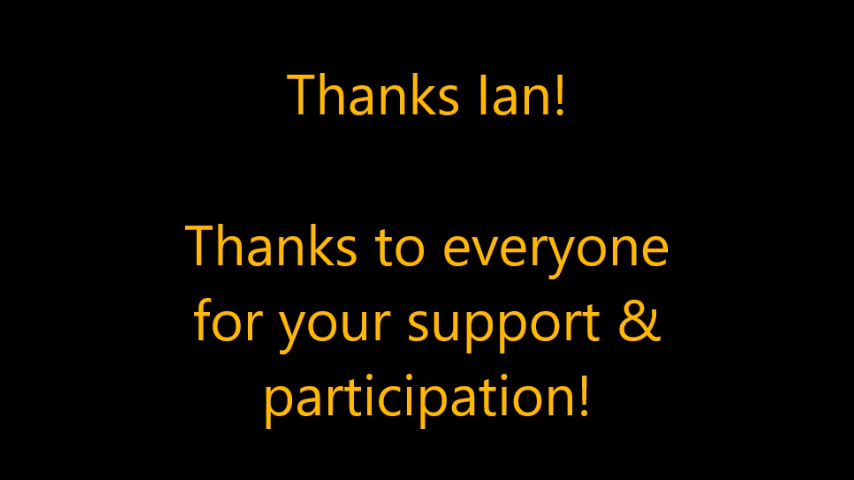 Thanks Ian!
Thanks to everyone
for your support &
participation!